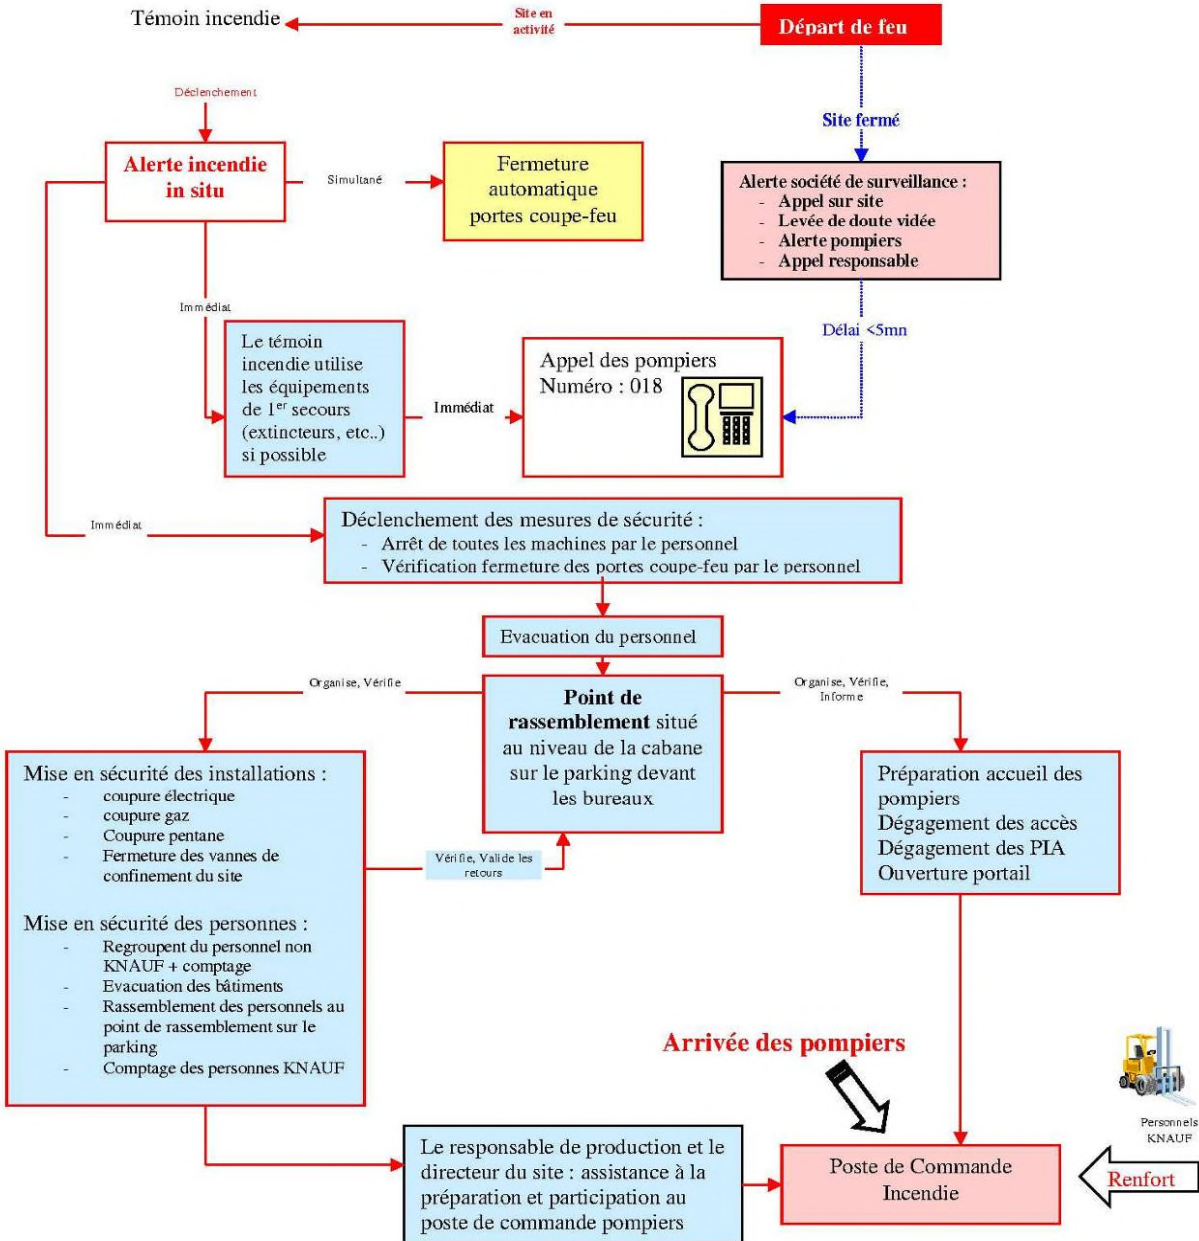 Témoin incendie
Site en
activité
Départ de feu
Déclenchement
Site fermé
Alerte incendie
in situ
Simultané
Fermeture
automatique
portes coupe-feu
Alerte société de surveillance :
- Appel sur site
- Levée de doute vidée
- Alerte pompiers
- Appel responsable
Immédiat
Délai <5mn
Le témoin
incendie utilise
les équipements
de 1er secours
(extincteurs, etc..)
si possible
Immédiat
Appel des pompiers
Numéro : 018
Immédiat
Déclenchement des mesures de sécurité :
- Arrêt de toutes les machines par le personnel
- Vérification fermeture des portes coupe-feu par le personnel
Evacuation du personnel
Organise, Vérifie
Point de
rassemblement situé
au niveau de la cabane
sur le parking devant
les bureaux
Organise, Vérifie,
Informe
Mise en sécurité des installations :
- coupure électrique
- coupure gaz
- Coupure pentane
- Fermeture des vannes de
confinement du site
Vérifie, Valide les
retours
Mise en sécurité des personnes :
- Regroupent du personnel non
KNAUF + comptage
- Evacuation des bâtiments
- Rassemblement des personnels au
point de rassemblement sur le
parking
- Comptage des personnes KNAUF
Préparation accueil des
pompiers
Dégagement des accès
Dégagement des PIA
Ouverture portail
Arrivée des pompiers
Personnels
KNAUF
Le responsable de production et le
directeur du site : assistance à la
préparation et participation au
poste de commande pompiers
Poste de Commande
Incendie
Renfort